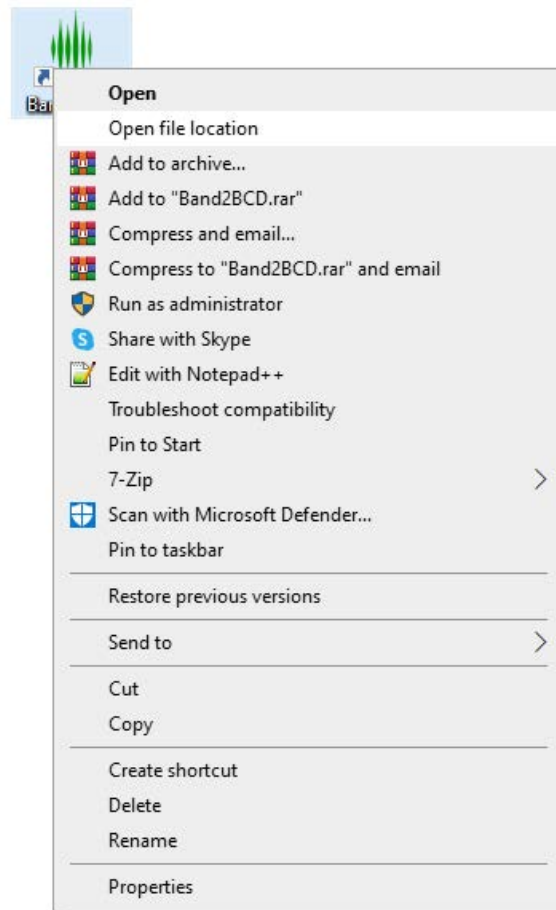 Open
Open file location
Add to archive...
Add to "Band2BCD.rar"
Compress and email...
Compress to "Band2BCD.rar" and email
Run as administrator
Share with Skype
Edit with Notepad++
Troubleshoot compatibility
Pin to Start
7-Zip
Scan with Microsoft Defender...
Pin to taskbar
Restore previous versions
Send to
Cut
Copy
Create shortcut
Delete
Rename
Properties